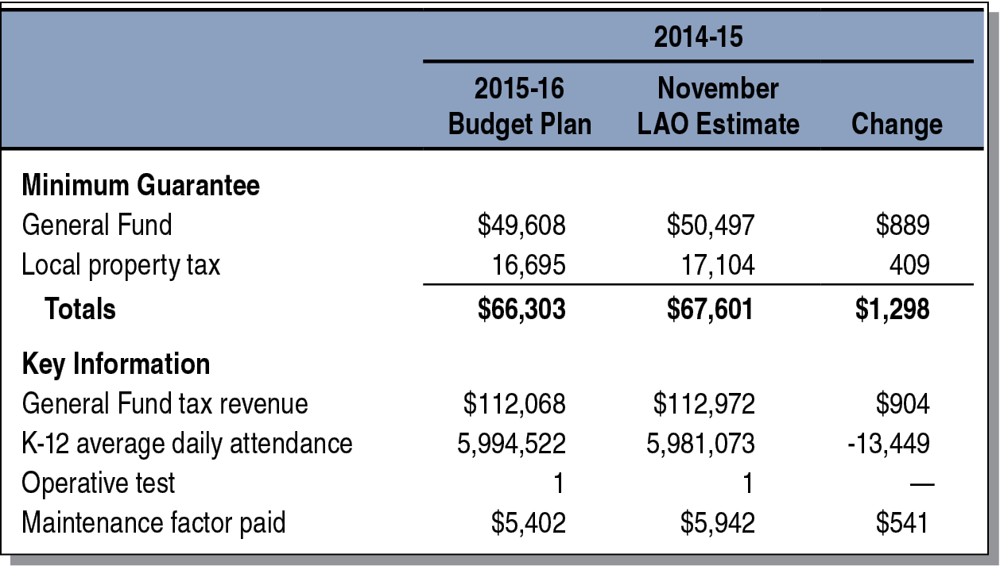 2014-15
2015-16 Budget Plan November LAO Estimate Change
Minimum Guarantee
General Fund $49,608 $50,497 $889
Local property tax 16,695 17,104 409
Totals $66,303 $67,601 $1,298
Key Information
General Fund tax revenue $112,068 $112,972 $904
K-12 average daily attendance 5,994,522 5,981,073 -13,449
Operative test 1 1 —
Maintenance factor paid $5,402 $5,942 $541